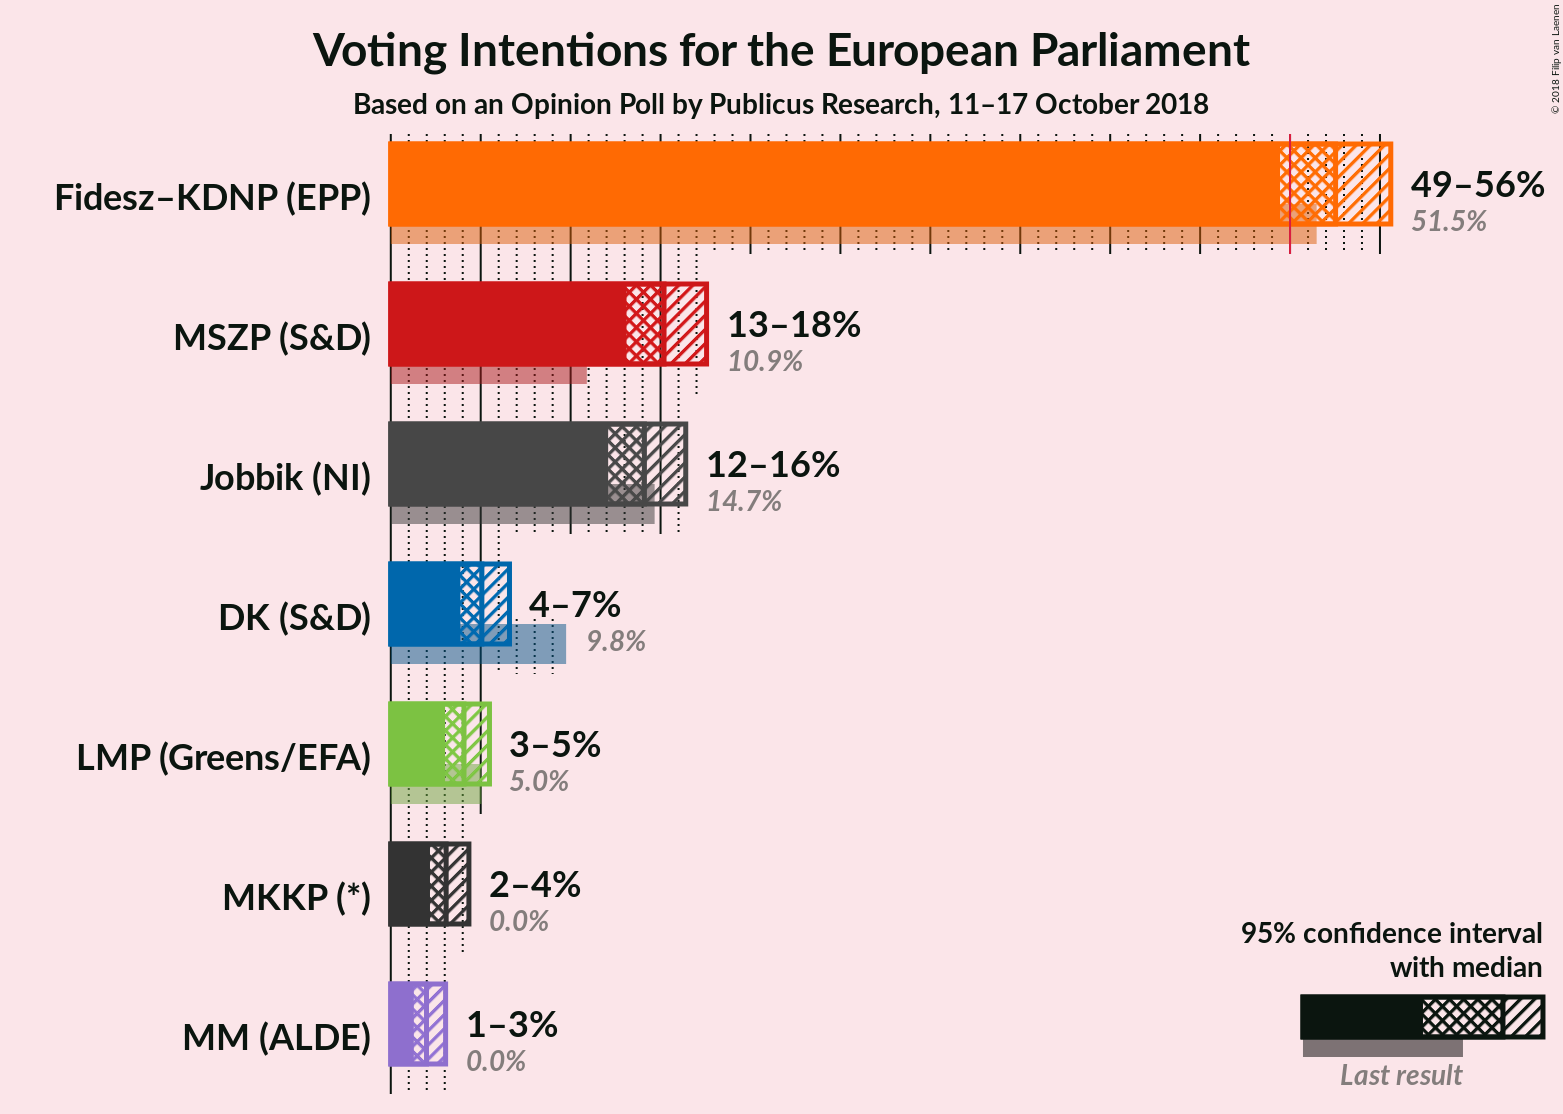 Voting Intentions for the European Parliament
Based on an Opinion Poll by Publicus Research, 11–17 October 2018
© 2018 Filip van Laenen
Fidesz–KDNP (EPP)
49–56%
51.5%
MSZP (S&D)
13–18%
10.9%
Jobbik (NI)
12–16%
14.7%
DK (S&D)
4–7%
9.8%
LMP (Greens/EFA)
3–5%
5.0%
MKKP (*)
2–4%
0.0%
MM (ALDE)
1–3%
0.0%
95% confidence interval
with median
Last result